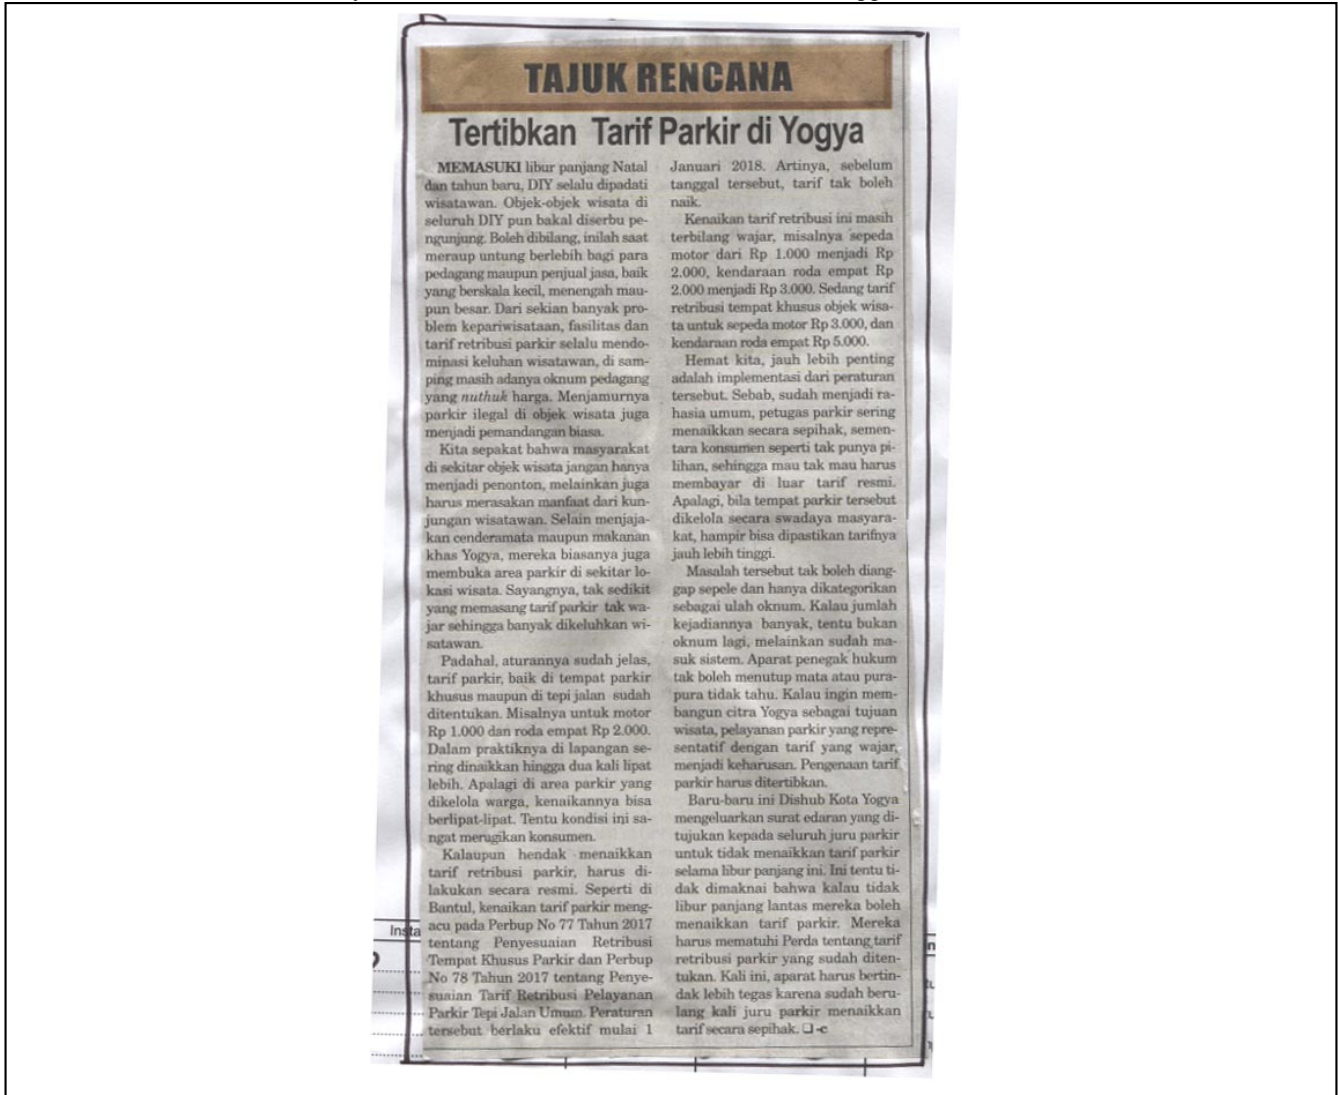 TAJUK RENCANA
Tertibkan Tarif Parkir di Yogya
MEMASUKI libur panjang Natal
dan tahun baru, DIY selalu dipadati
wisatawan. Objek-objek wisata di
seluruh DIY pun bakal diserbu pe-
ngunjung. Boleh dibilang, inilah saat
meraup untung berlebih bagi para
pedagang maupun penjual jasa, baik
yang berskala kecil, menengah mau-
pun besar. Dari sekian banyak pro-
blem kepariwisataan, fasilitas dan
tarif retribusi parkir selalu mendo-
minasi keluhan wisatawan, di sam-
ping masih adanya oknum pedagang
yang nuthuk harga. Menjamurnya
parkir ilegal di objek wisata juga
menjadi pemandangan biasa.
Kita sepakat bahwa masyarakat
di sekitar objek wisata jangan hanya
menjadi penonton, melainkan juga
harus merasakan manfaat dari kun-
jungan wisatawan. Selain menjaja-
kan cenderamata maupun makanan
khas Yogya, mereka biasanya juga
membuka area parkir di sekitar lo-
kasi wisata. Sayangnya, tak sedikit
yang memasang tarif parkir tak wa-
jar sehingga banyak dikeluhkan wi-
satawan.
Padahal, aturannya sudah jelas,
tarif parkir, baik di tempat parkir
khusus maupun di tepi jalan sudah
ditentukan. Misalnya untuk motor
Rp 1.000 dan roda empat Rp 2.000.
Dalam praktiknya di lapangan se-
ring dinaikkan hingga dua kali lipat
lebih. Apalagi di area parkir yang
dikelola warga, kenaikannya bisa
berlipat-lipat. Tentu kondisi ini sa-
ngat merugikan konsumen.
Kalaupun hendak menaikkan
tarif retribusi parkir, harus di-
lakukan secara resmi. Seperti di
Bantul, kenaikan tarif parkir meng-
acu pada Perbup No 77 Tahun 2017
tentang Penyesuaian Retribusi
Tempat Khusus Parkir dan Perbup
No 78 Tahun 2017 tentang Penye-
suaian Tarif Retribusi Pelayanan
Parkir Tepi Jalan Umum. Peraturan
tersebut berlaku efektif mulai 1
Januari 2018. Artinya, sebelum
tanggal tersebut, tarif tak boleh
naik.
Kenaikan tarif retribusi ini masih
terbilang wajar, misalnya sepeda
motor dari Rp 1.000 menjadi Rp
2.000, kendaraan roda empat Rp
2.000 menjadi Rp 3.000. Sedang tarif
retribusi tempat khusus objek wisa-
ta untuk sepeda motor Rp 3.000, dan
kendaraan roda empat Rp 5.000.
Hemat kita, jauh lebih penting
adalah implementasi dari peraturan
tersebut. Sebab, sudah menjadi ra-
hasia umum, petugas parkir sering
menaikkan secara sepihak, semen-
tara konsumen seperti tak punya pi-
lihan, sehingga mau tak mau harus
membayar di luar tarif resmi.
Apalagi, bila tempat parkir tersebut
dikelola secara swadaya masyara-
kat, hampir bisa dipastikan tarifnya
jauh lebih tinggi.
Masalah tersebut tak boleh diang-
gap sepele dan hanya dikategorikan
sebagai ulah oknum. Kalau jumlah
kejadiannya banyak, tentu bukan
oknum lagi, melainkan sudah ma-
suk sistem. Aparat penegak hukum
tak boleh menutup mata atau pura-
pura tidak tahu. Kalau ingin mem-
bangun citra Yogya sebagai tujuan
wisata, pelayanan parkir yang repre-
sentatif dengan tarif yang wajar,
menjadi keharusan. Pengenaan tarif
parkir harus ditertibkan.
Baru-baru ini Dishub Kota Yogya
mengeluarkan surat edaran yang di-
tujukan kepada seluruh juru parkir
untuk tidak menaikkan tarif parkir
selama libur panjang ini. Ini tentu ti-
dak dimaknai bahwa kalau tidak
libur panjang lantas mereka boleh
menaikkan tarif parkir. Mereka
harus mematuhi Perda tentang tarif
retribusi parkir yang sudah diten-
tukan. Kali ini, aparat harus bertin-
dak lebih tegas karena sudah beru-
lang kali juru parkir menaikkan
tarif secara sepihak. ❑ -c
Insta